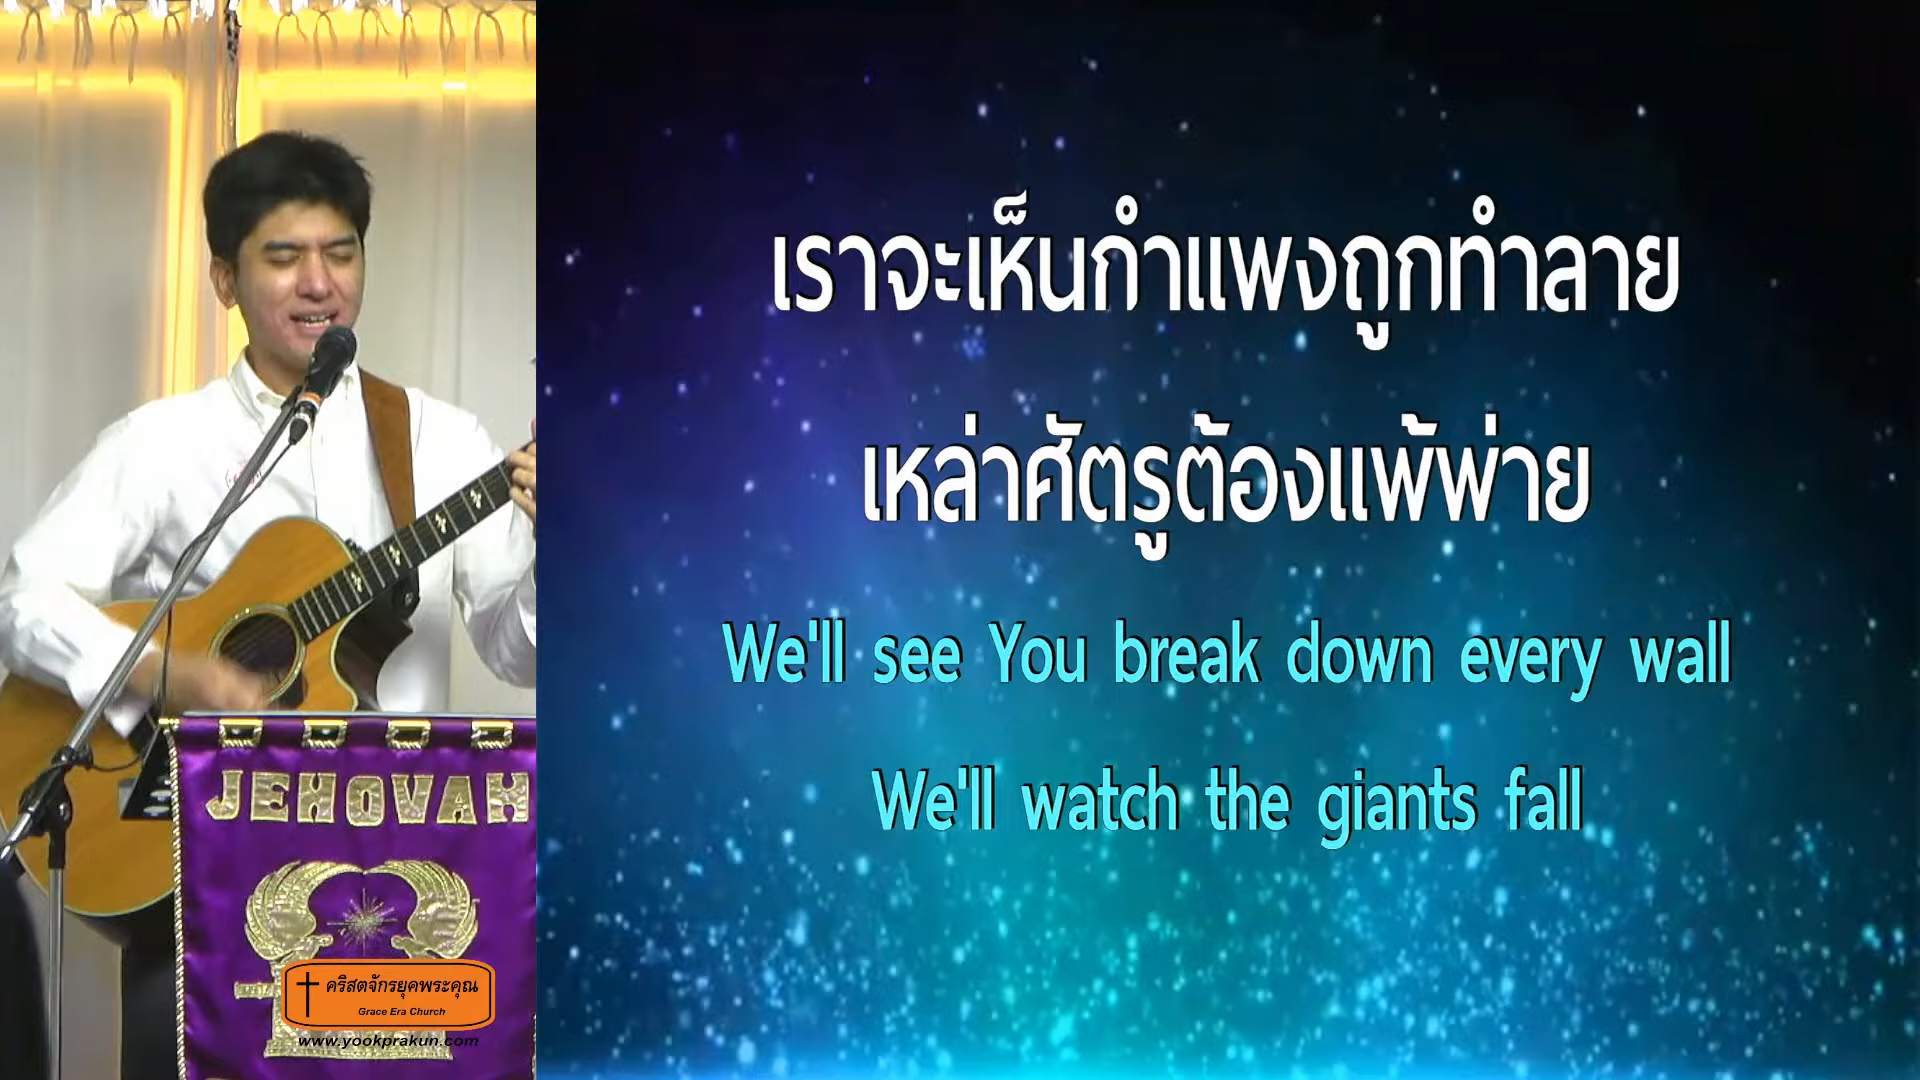 เราจะเห็นกำแพงถูกทำลาย
เหล่าศัตรูต้องแพ้พ่าย
We'll see You break down every wall
We'll watch the giants fall
JEHOVAH
คริสตจักรยุคพระคุณ
Grace Era Church
www.yookprakun.com